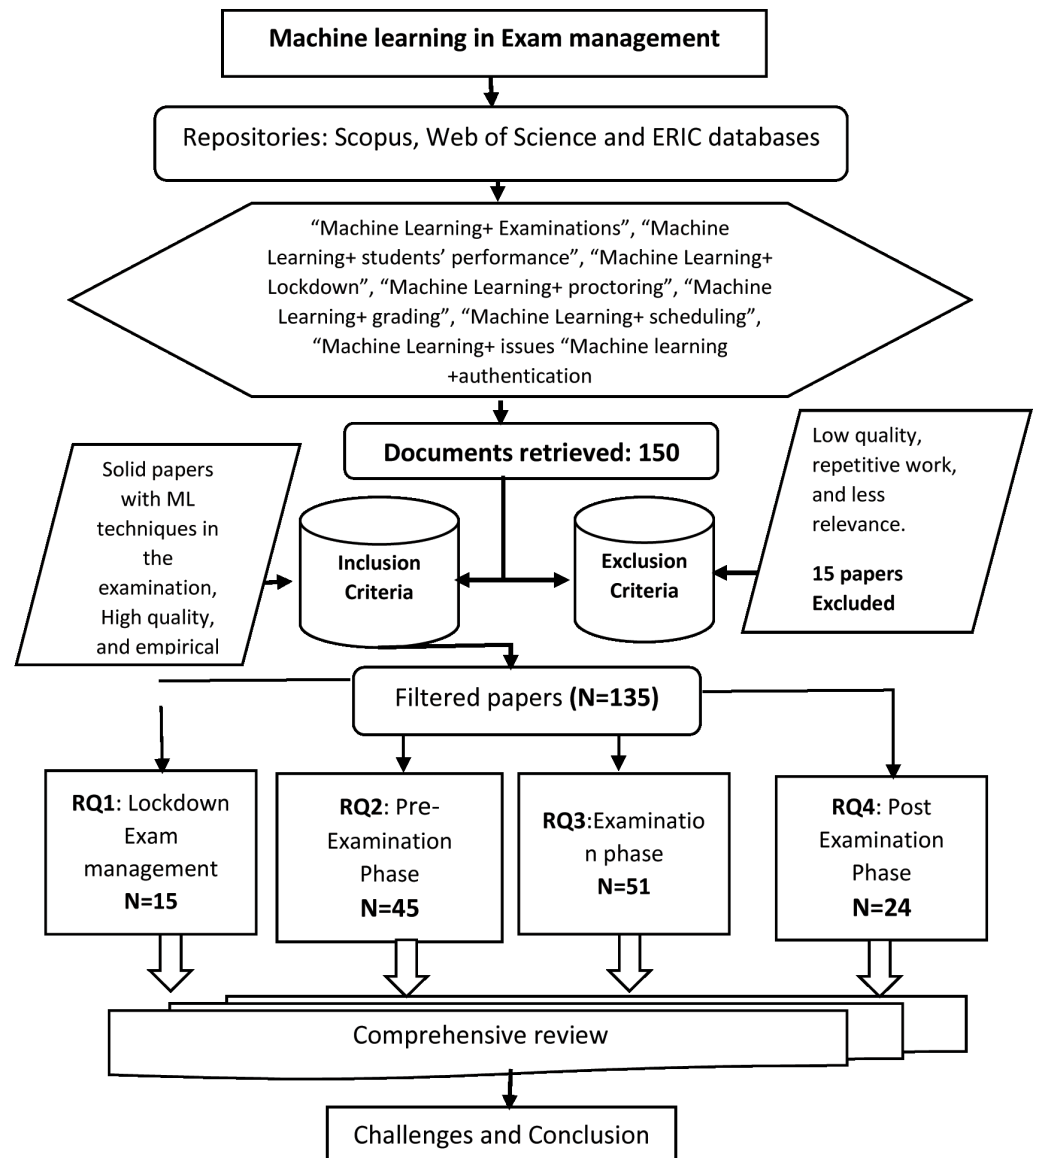 Machine learning in Exam management
Repositories: Scopus, Web of Science and ERIC databases
“Machine Learning+ Examinations”, “Machine
Learning+ students’ performance”, “Machine Learning+
Lockdown”, “Machine Learning+ proctoring”, “Machine
Learning+ grading”, “Machine Learning+ scheduling”,
“Machine Learning+ issues “Machine learning
+authentication
Documents retrieved: 150
Solid papers
with ML
techniques in
the
examination,
High quality,
and empirical
Inclusion
Criteria
Exclusion
Criteria
Low quality,
repetitive work,
and less
relevance.
15 papers
Excluded
Filtered papers (N=135)
RQ1: Lockdown
Exam
management
N=15
RQ2: Pre-
Examination
Phase
N=45
RQ3:Examinatio
n phase
N=51
RQ4: Post
Examination
Phase
N=24
Comprehensive review
Challenges and Conclusion